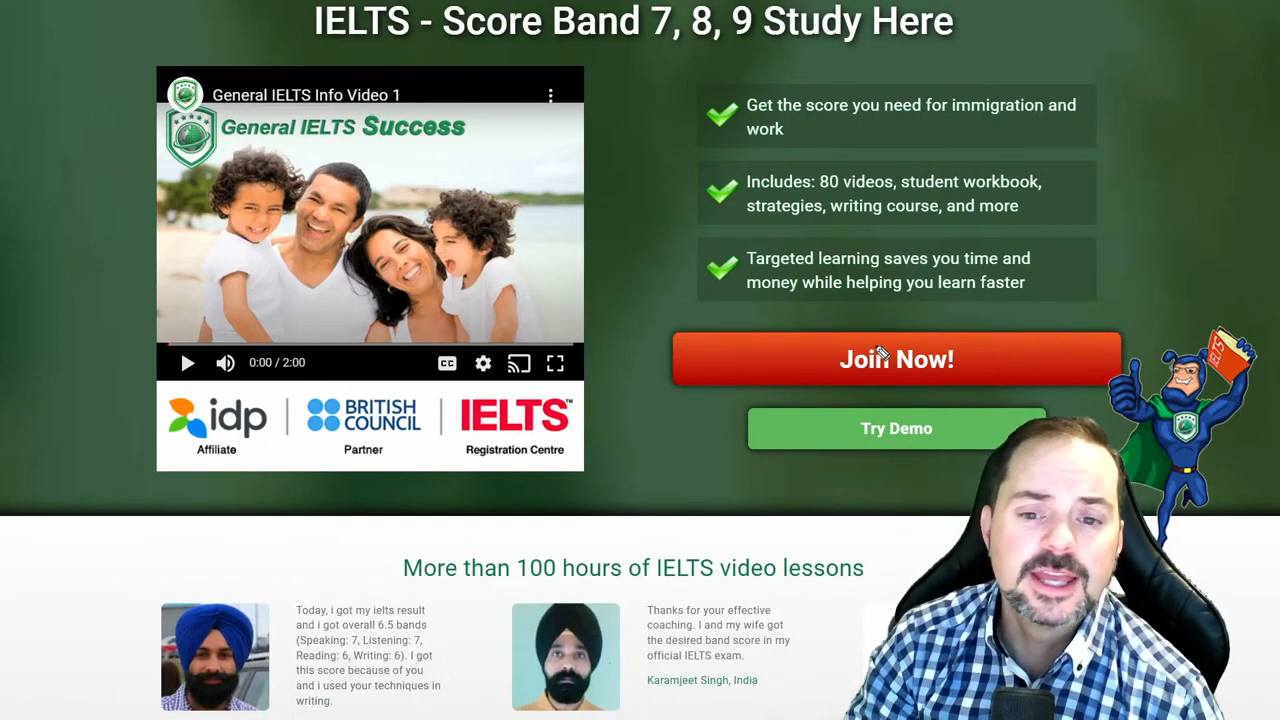 IELTS - Score Band 7, 8, 9 Study Here
General IELTS Info Video 1
General IELTS Success
0:00 / 2:00
idp
Affiliate
BRITISH
COUNCIL
Partner
IELTS™
Registration Centre
Get the score you need for immigration and
work
Includes: 80 videos, student workbook,
strategies, writing course, and more
Targeted learning saves you time and
money while helping you learn faster
Join Now!
Try Demo
IELTS
More than 100 hours of IELTS video lessons
Today, i got my ielts result
and i got overall 6.5 bands
(Speaking: 7, Listening: 7,
Reading: 6, Writing: 6). I got
this score because of you
and i used your techniques in
writing.
Thanks for your effective
coaching. I and my wife got
the desired band score in my
official IELTS exam.
Karamjeet Singh, India